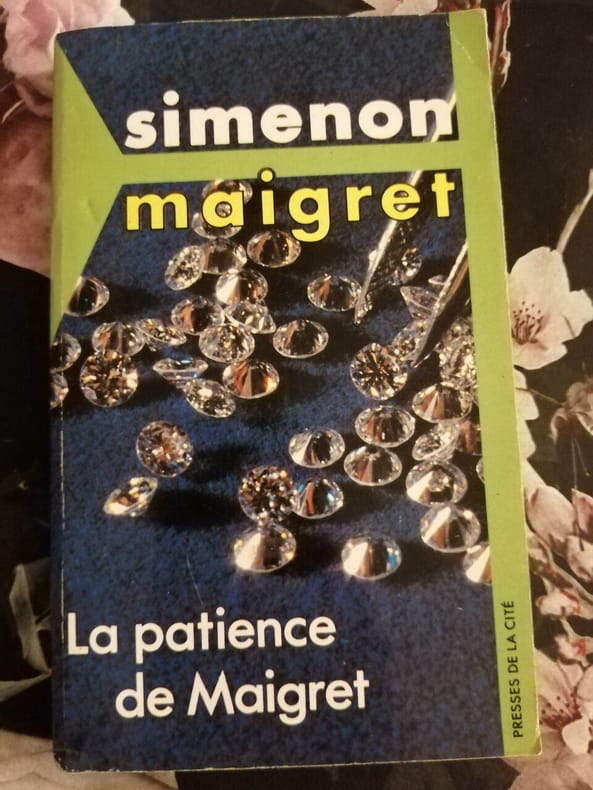 simenon
maigret
La patience
de Maigret
PRESSES DE LA CITÉ